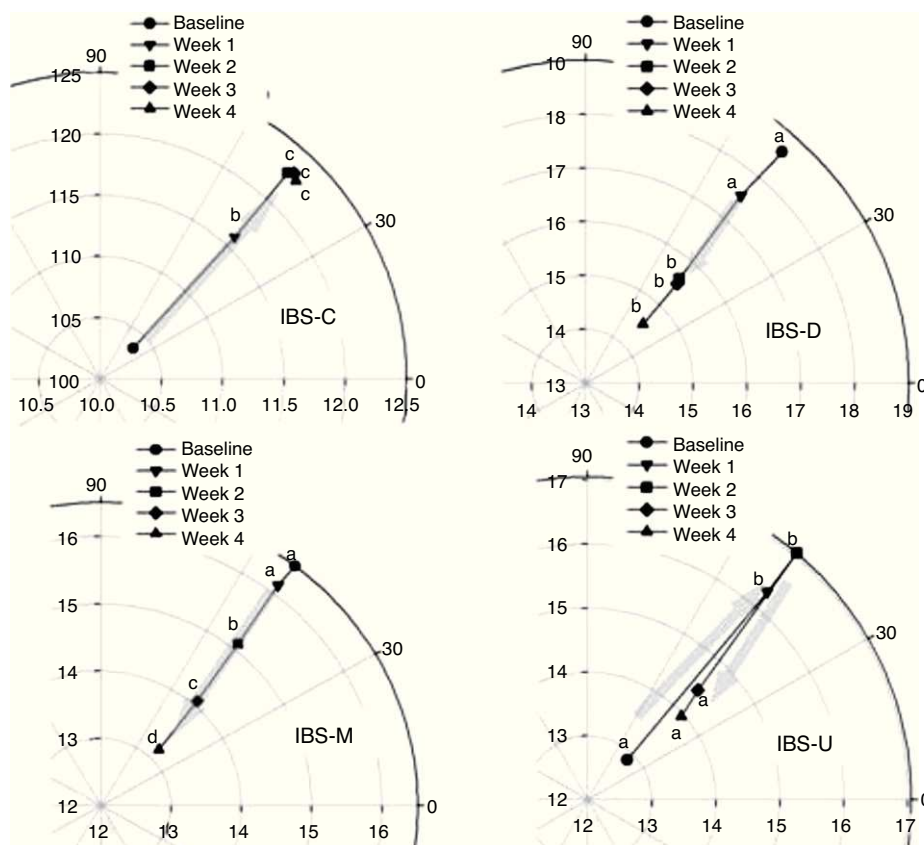 Baseline
Week 1
Week 2
Week 3
Week 4
90
125
120
115
110
105
100
10.5
10.0
10.5
11.0
11.5
12.0
12.5
0
30
c
c
c
b
IBS-C
Baseline
Week 1
Week 2
Week 3
Week 4
90
10
18
17
16
15
14
13
14
13
14
15
16
17
18
19
0
30
a
a
b
b
b
IBS-D
Baseline
Week 1
Week 2
Week 3
Week 4
90
16
15
14
13
12
12
13
14
15
16
0
30
a
a
b
c
d
IBS-M
Baseline
Week 1
Week 2
Week 3
Week 4
90
17
16
15
14
13
12
12
13
14
15
16
17
0
30
b
b
a
a
a
IBS-U